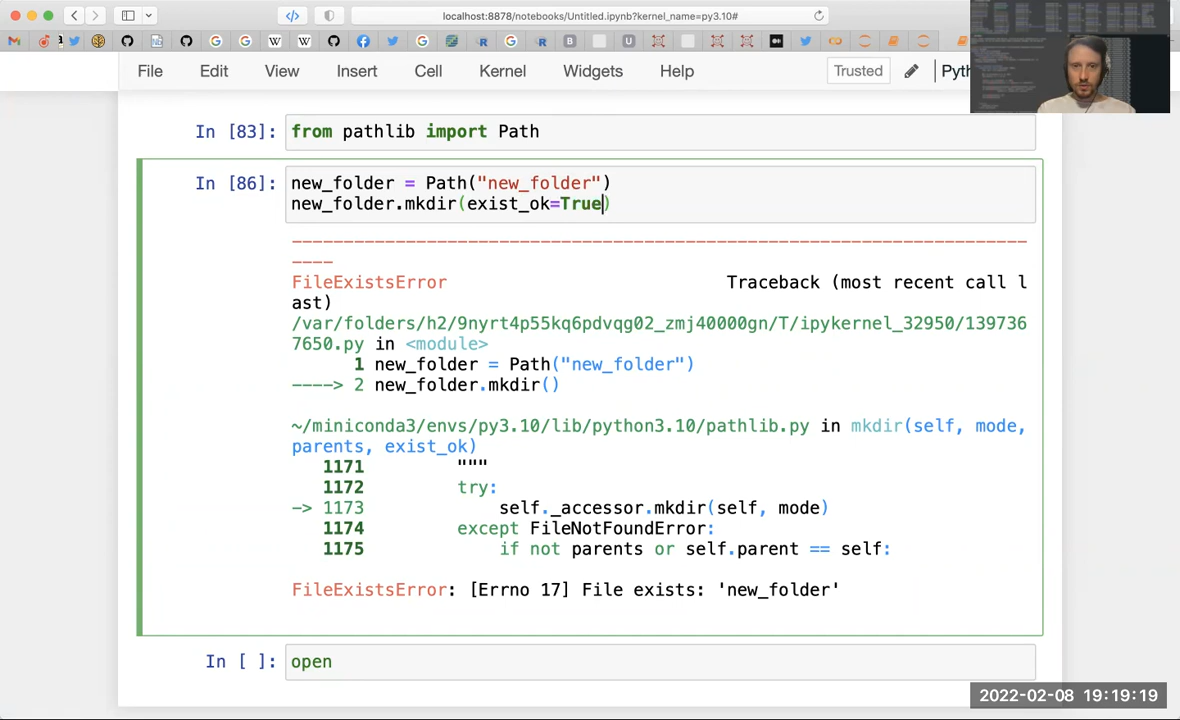 localhost:8878/notebooks/Untitled.ipynb?kernel_name=py3.10#
File Edit View Insert Cell Kernel Widgets Help Trusted
In [83]: from pathlib import Path
In [86]: new_folder = Path("new_folder")
new_folder.mkdir(exist_ok=True)
-----------------------------------------------------------------------
----
FileExistsError Traceback (most recent call l
ast)
/var/folders/h2/9nyrt4p55kq6pdvqg02_zmj40000gn/T/ipykernel_32950/139736
7650.py in <module>
1 new_folder = Path("new_folder")
----> 2 new_folder.mkdir()
~/miniconda3/envs/py3.10/lib/python3.10/pathlib.py in mkdir(self, mode,
parents, exist_ok)
1171 """
1172 try:
-> 1173 self._accessor.mkdir(self, mode)
1174 except FileNotFoundError:
1175 if not parents or self.parent == self:
FileExistsError: [Errno 17] File exists: 'new_folder'
In [ ]: open
2022-02-08 19:19:19